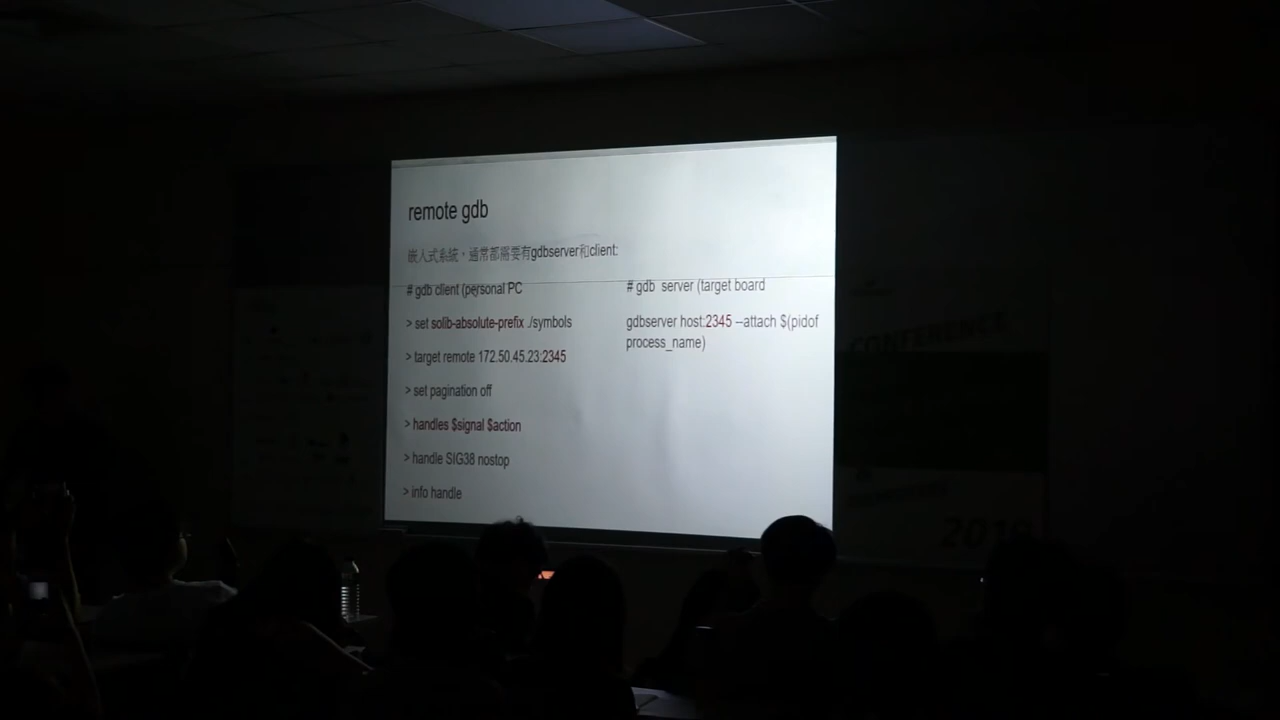 remote gdb
嵌入式系統，通常都需要有gdbserver和client:
# gdb client (personal PC
> set solib-absolute-prefix ./symbols
> target remote 172.50.45.23:2345
> set pagination off
> handles $signal $action
> handle SIG38 nostop
> info handle
# gdb  server (target board
gdbserver host:2345 --attach $(pidof
process_name)
CONFERENCE
2019